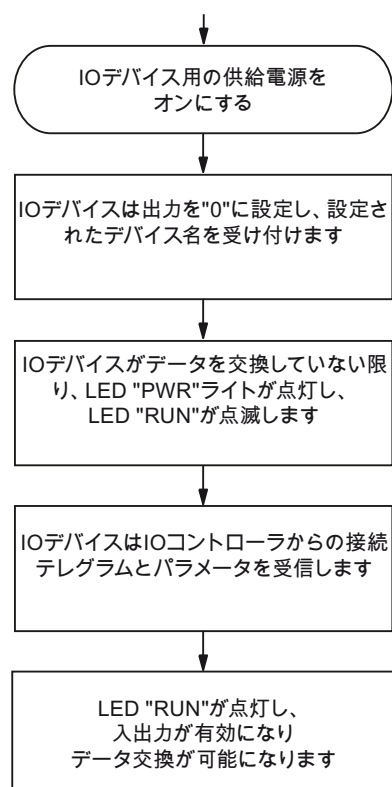 IOデバイス用の供給電源を
オンにする
IOデバイスは出力を"0"に設定し、設定さ
れたデバイス名を受け付けます
IOデバイスがデータを交換していない限
り、LED "PWR"ライトが点灯し、
LED "RUN"が点滅します
IOデバイスはIOコントローラからの接続
テレグラムとパラメータを受信します
LED "RUN"が点灯し、
入出力が有効になり
データ交換が可能になります